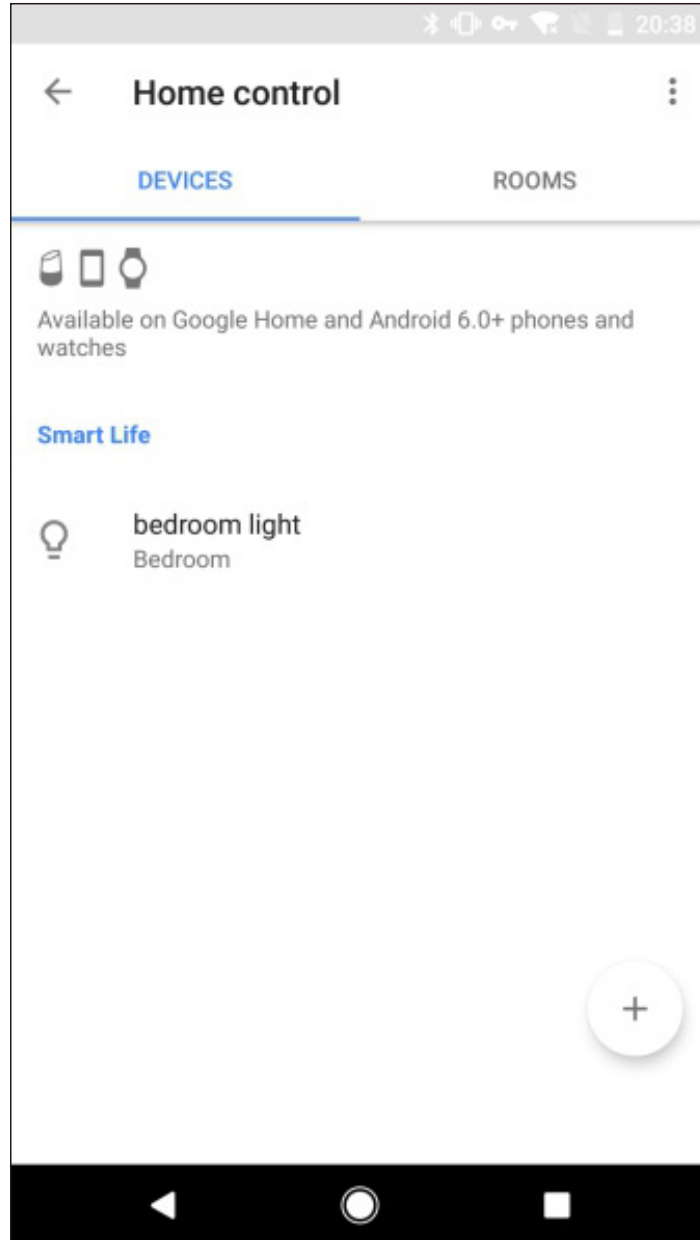 20:38
Home control
DEVICES
ROOMS
Available on Google Home and Android 6.0+ phones and
watches
Smart Life
bedroom light
Bedroom